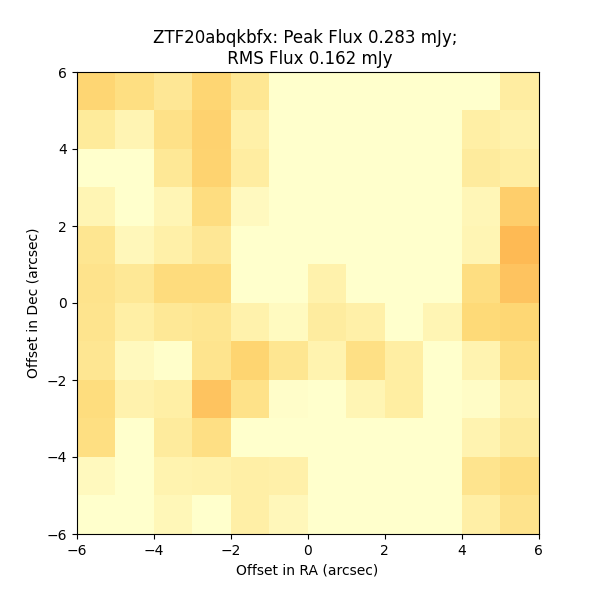 ZTF20abqkbfx: Peak Flux 0.283 mJy;
RMS Flux 0.162 mJy
6
4
2
0
−2
−4
−6
Offset in Dec (arcsec)
−6 −4 −2 0 2 4 6
Offset in RA (arcsec)